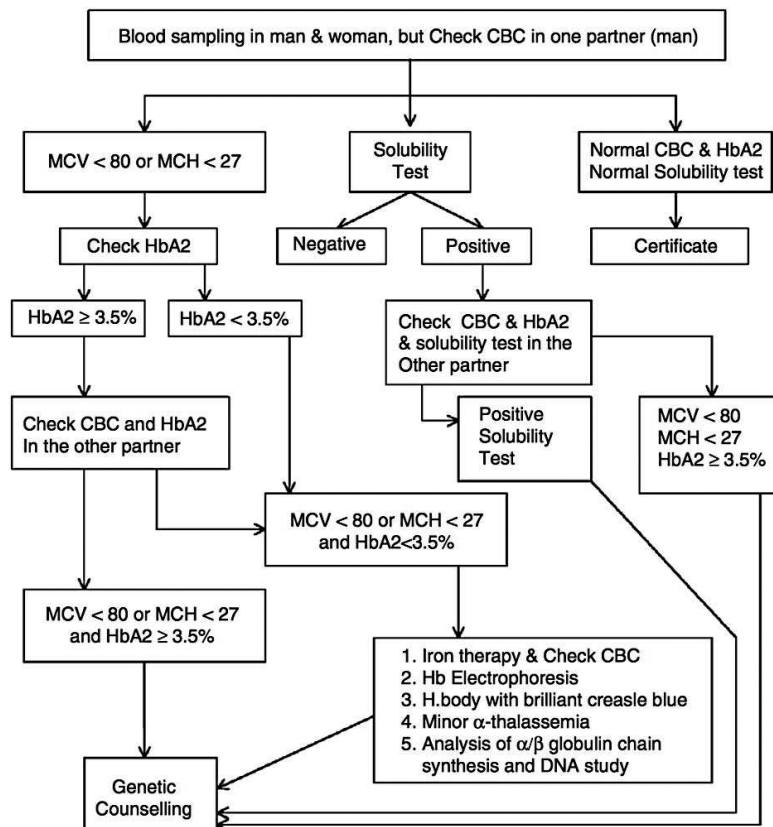 Blood sampling in man & woman, but Check CBC in one partner (man)
MCV < 80 or MCH < 27
Solubility
Test
Normal CBC & HbA2
Normal Solubility test
Check HbA2
Negative
Positive
Certificate
HbA2 ≥ 3.5%
HbA2 < 3.5%
Check CBC & HbA2
& solubility test in the
Other partner
Check CBC and HbA2
In the other partner
Positive
Solubility
Test
MCV < 80
MCH < 27
HbA2 ≥ 3.5%
MCV < 80 or MCH < 27
and HbA2<3.5%
MCV < 80 or MCH < 27
and HbA2 ≥ 3.5%
1. Iron therapy & Check CBC
2. Hb Electrophoresis
3. H.body with brilliant creasle blue
4. Minor α-thalassemia
5. Analysis of α/β globulin chain
synthesis and DNA study
Genetic
Counselling